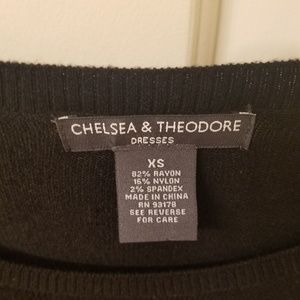 CHELSEA & THEODORE
DRESSES
XS
82% RAYON
16% NYLON
2% SPANDEX
MADE IN CHINA
RN 93178
SEE REVERSE
FOR CARE